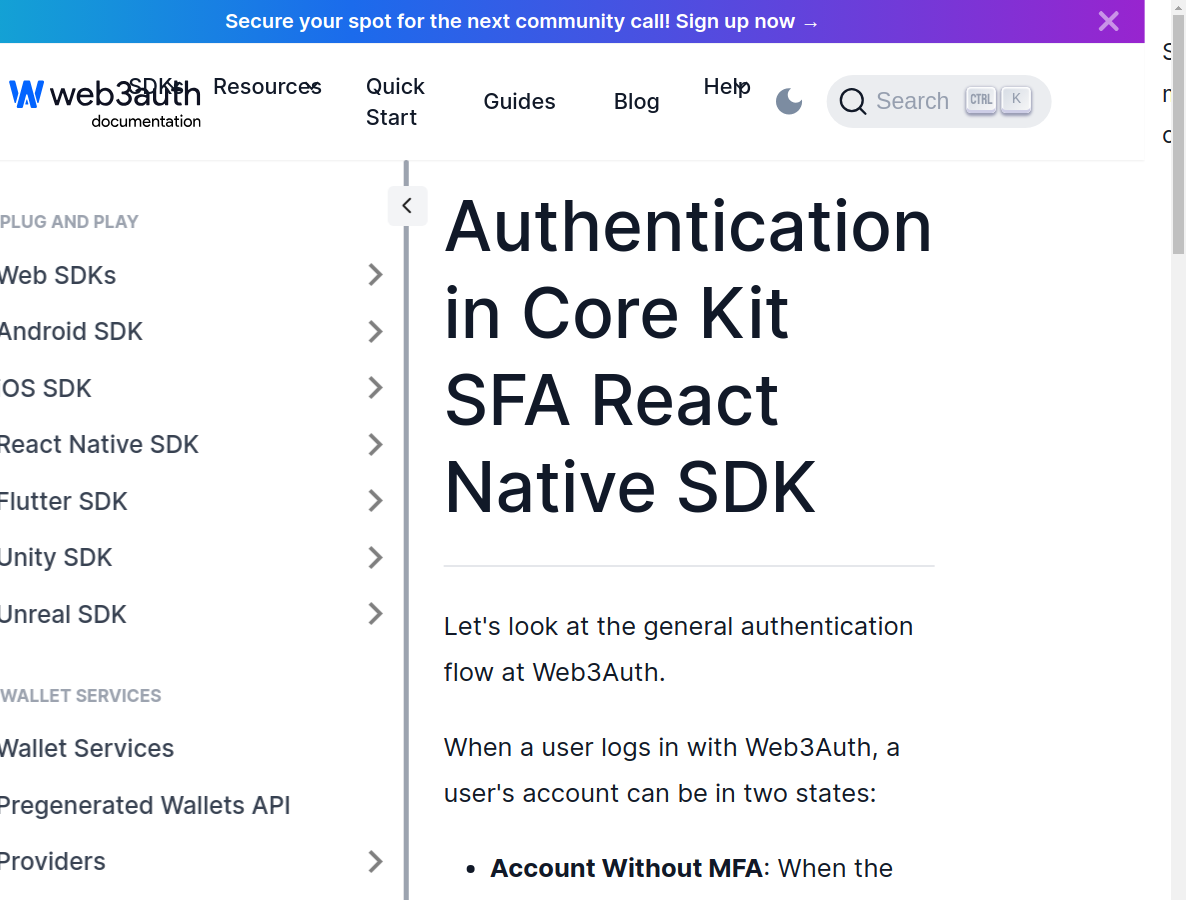 Secure your spot for the next community call! Sign up now →
web3auth
documentation
SDKs
Resources
Quick
Start
Guides
Blog
Help
Search
CTRL
K
PLUG AND PLAY
Web SDKs
Android SDK
iOS SDK
React Native SDK
Flutter SDK
Unity SDK
Unreal SDK
WALLET SERVICES
Wallet Services
Pregenerated Wallets API
Providers
Authentication
in Core Kit
SFA React
Native SDK
Let's look at the general authentication
flow at Web3Auth.
When a user logs in with Web3Auth, a
user's account can be in two states:
• Account Without MFA: When the